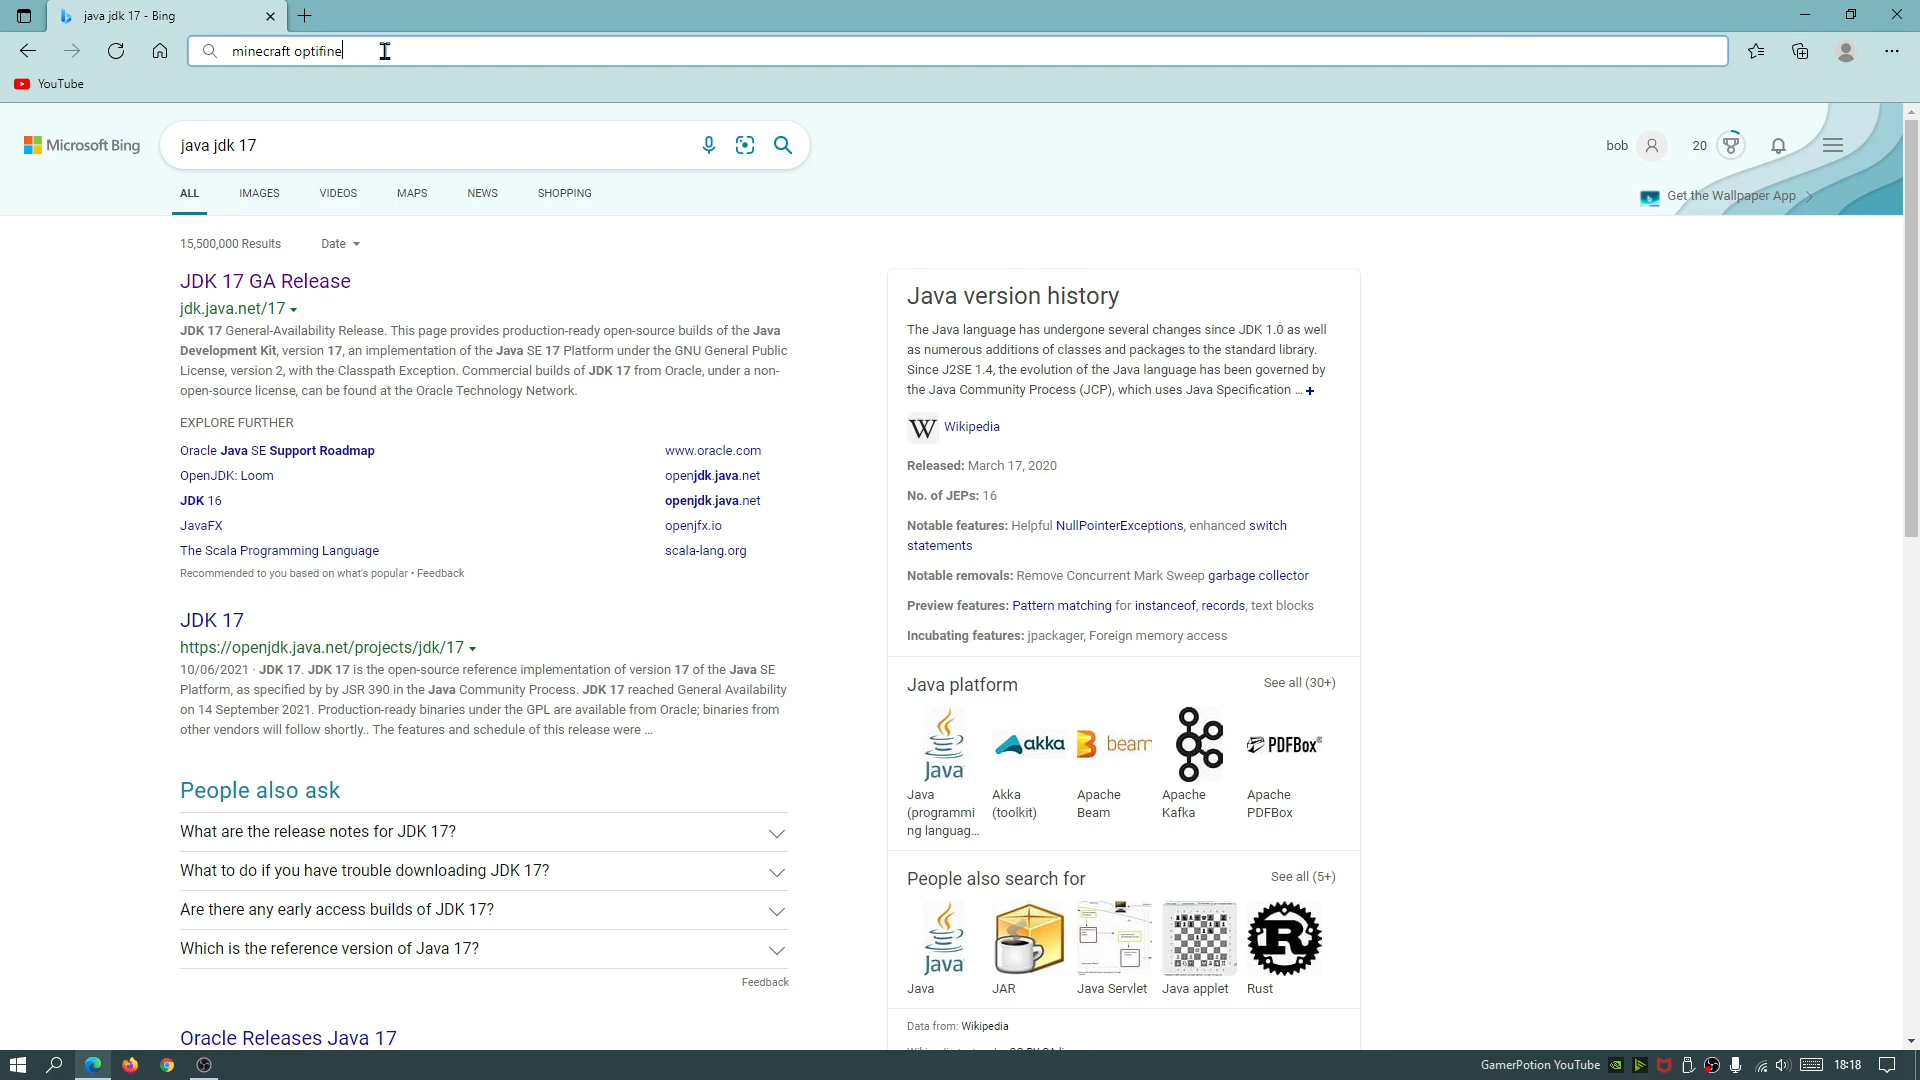 java jdk 17 - Bing
minecraft optifine
YouTube
Microsoft Bing
java jdk 17
bob
20
ALL
IMAGES
VIDEOS
MAPS
NEWS
SHOPPING
Get the Wallpaper App
15,500,000 Results
Date
JDK 17 GA Release
jdk.java.net/17
JDK 17 General-Availability Release. This page provides production-ready open-source builds of the Java
Development Kit, version 17, an implementation of the Java SE 17 Platform under the GNU General Public
License, version 2, with the Classpath Exception. Commercial builds of JDK 17 from Oracle, under a non-
open-source license, can be found at the Oracle Technology Network.
EXPLORE FURTHER
Oracle Java SE Support Roadmap www.oracle.com
OpenJDK: Loom openjdk.java.net
JDK 16 openjdk.java.net
JavaFX openjfx.io
The Scala Programming Language scala-lang.org
Recommended to you based on what's popular • Feedback
JDK 17
https://openjdk.java.net/projects/jdk/17
10/06/2021 · JDK 17. JDK 17 is the open-source reference implementation of version 17 of the Java SE
Platform, as specified by by JSR 390 in the Java Community Process. JDK 17 reached General Availability
on 14 September 2021. Production-ready binaries under the GPL are available from Oracle; binaries from
other vendors will follow shortly.. The features and schedule of this release were ...
People also ask
What are the release notes for JDK 17?
What to do if you have trouble downloading JDK 17?
Are there any early access builds of JDK 17?
Which is the reference version of Java 17?
Feedback
Oracle Releases Java 17
Java version history
The Java language has undergone several changes since JDK 1.0 as well
as numerous additions of classes and packages to the standard library.
Since J2SE 1.4, the evolution of the Java language has been governed by
the Java Community Process (JCP), which uses Java Specification ... +
W Wikipedia
Released: March 17, 2020
No. of JEPs: 16
Notable features: Helpful NullPointerExceptions, enhanced switch
statements
Notable removals: Remove Concurrent Mark Sweep garbage collector
Preview features: Pattern matching for instanceof, records, text blocks
Incubating features: jpackager, Foreign memory access
Java platform
See all (30+)
Java
akka
beam
PDFBox
Java
(programmi
ng languag...
Akka
(toolkit)
Apache
Beam
Apache
Kafka
Apache
PDFBox
People also search for
See all (5+)
Java
R
Java
JAR
Java Servlet
Java applet
Rust
Data from: Wikipedia
GamerPotion YouTube
18:18